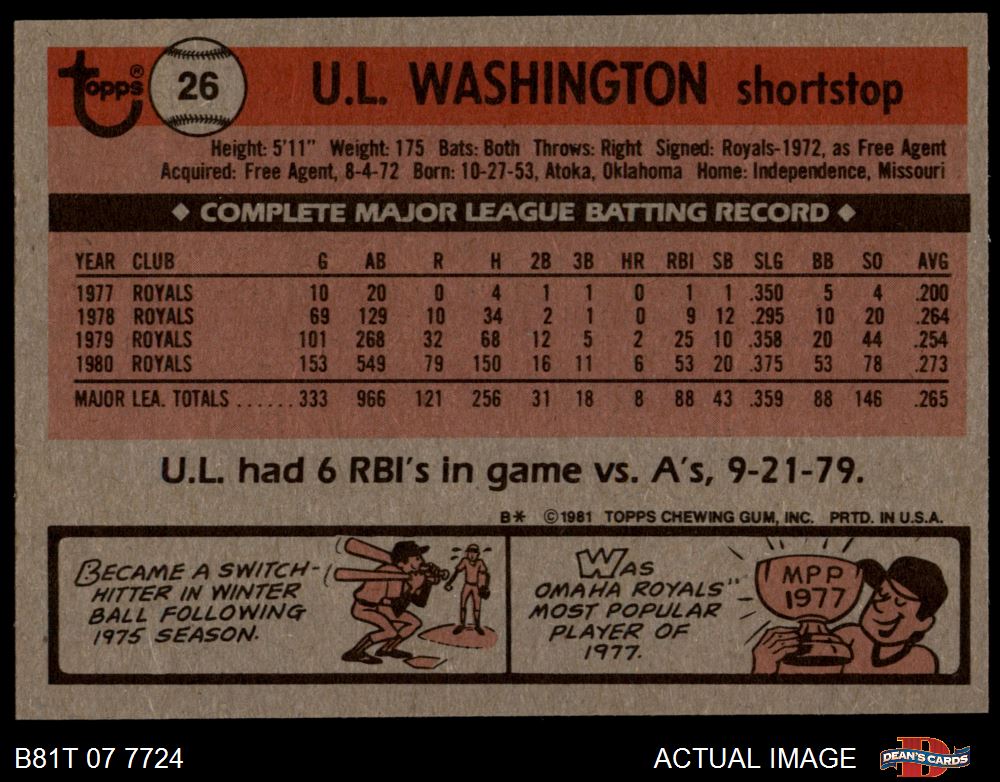 topps® 26 U.L. WASHINGTON shortstop
Height: 5'11" Weight: 175 Bats: Both Throws: Right Signed: Royals-1972, as Free Agent
Acquired: Free Agent, 8-4-72 Born: 10-27-53, Atoka, Oklahoma Home: Independence, Missouri
◆ COMPLETE MAJOR LEAGUE BATTING RECORD ◆
YEAR CLUB G AB R H 2B 3B HR RBI SB SLG BB SO AVG
1977 ROYALS 10 20 0 4 1 1 0 1 1 .350 5 4 .200
1978 ROYALS 69 129 10 34 2 1 0 9 12 .295 10 20 .264
1979 ROYALS 101 268 32 68 12 5 2 25 10 .358 20 44 .254
1980 ROYALS 153 549 79 150 16 11 6 53 20 .375 53 78 .273
MAJOR LEA. TOTALS ......333 966 121 256 31 18 8 88 43 .359 88 146 .265
U.L. had 6 RBI's in game vs. A's, 9-21-79.
B* ©1981 TOPPS CHEWING GUM, INC. PRTD. IN U.S.A.
BECAME A SWITCH-
HITTER IN WINTER
BALL FOLLOWING
1975 SEASON.
WAS
OMAHA ROYALS"
MOST POPULAR
PLAYER OF
1977.
MPP
1977
B81T 07 7724 ACTUAL IMAGE DEAN'S CARDS